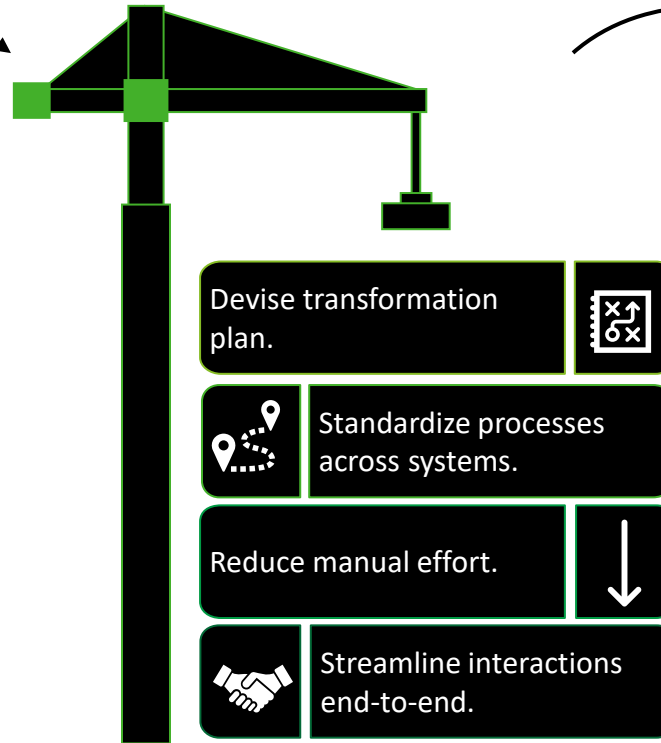 Devise transformation
plan.
Standardize processes
across systems.
Reduce manual effort.
Streamline interactions
end-to-end.